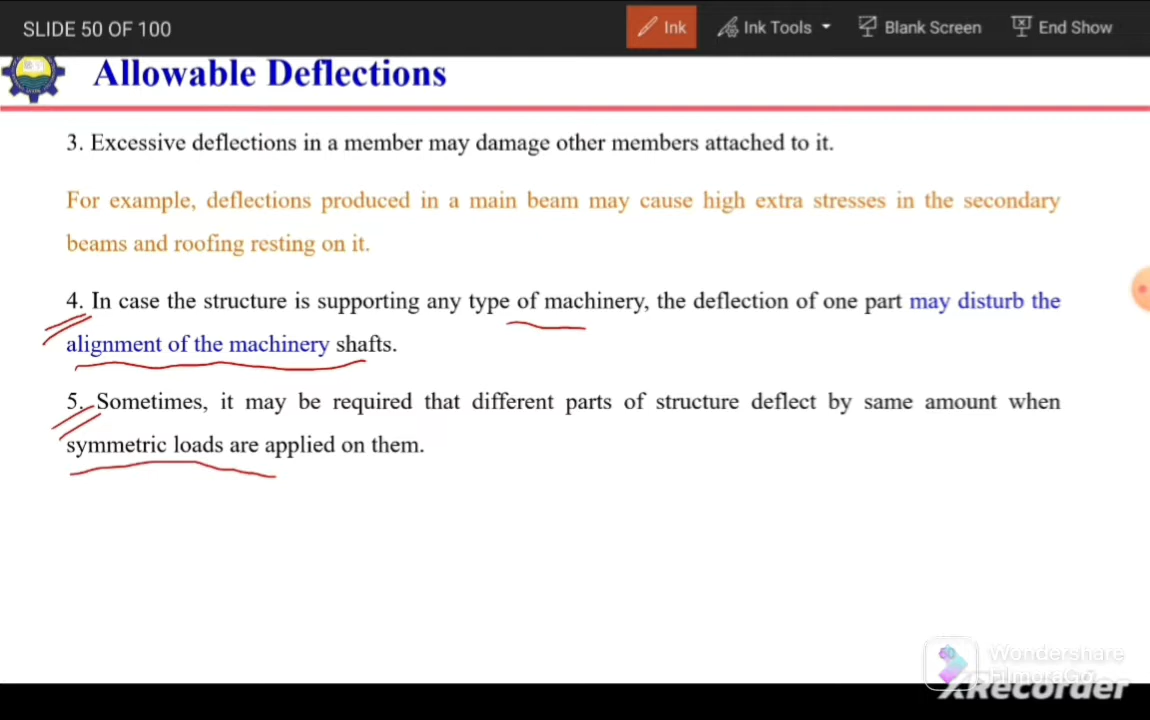 SLIDE 50 OF 100 Ink Ink Tools Blank Screen End Show
Allowable Deflections
3. Excessive deflections in a member may damage other members attached to it.
For example, deflections produced in a main beam may cause high extra stresses in the secondary
beams and roofing resting on it.
4. In case the structure is supporting any type of machinery, the deflection of one part may disturb the
alignment of the machinery shafts.
5. Sometimes, it may be required that different parts of structure deflect by same amount when
symmetric loads are applied on them.
Wondershare
FilmoraGo
XRecorder